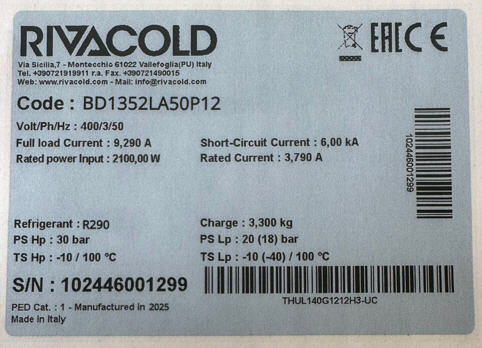 RIVACOLD
EAC CE
Via Sicilia,7 - Montecchio 61022 Vallefoglia(PU) Italy
Tel. +390721919911 r.a. Fax. +390721490015
Web: www.rivacold.com - Mail: info@rivacold.com
Code : BD1352LA50P12
Volt/Ph/Hz : 400/3/50
Full load Current : 9,290 A Short-Circuit Current : 6,00 kA
Rated power Input : 2100,00 W Rated Current : 3,790 A
102446001299
Refrigerant : R290 Charge : 3,300 kg
PS Hp : 30 bar PS Lp : 20 (18) bar
TS Hp : -10 / 100 ºC TS Lp : -10 (-40) / 100 ºC
S/N : 102446001299
THUL140G1212H3-UC
PED Cat. : 1 - Manufactured in 2025
Made in Italy